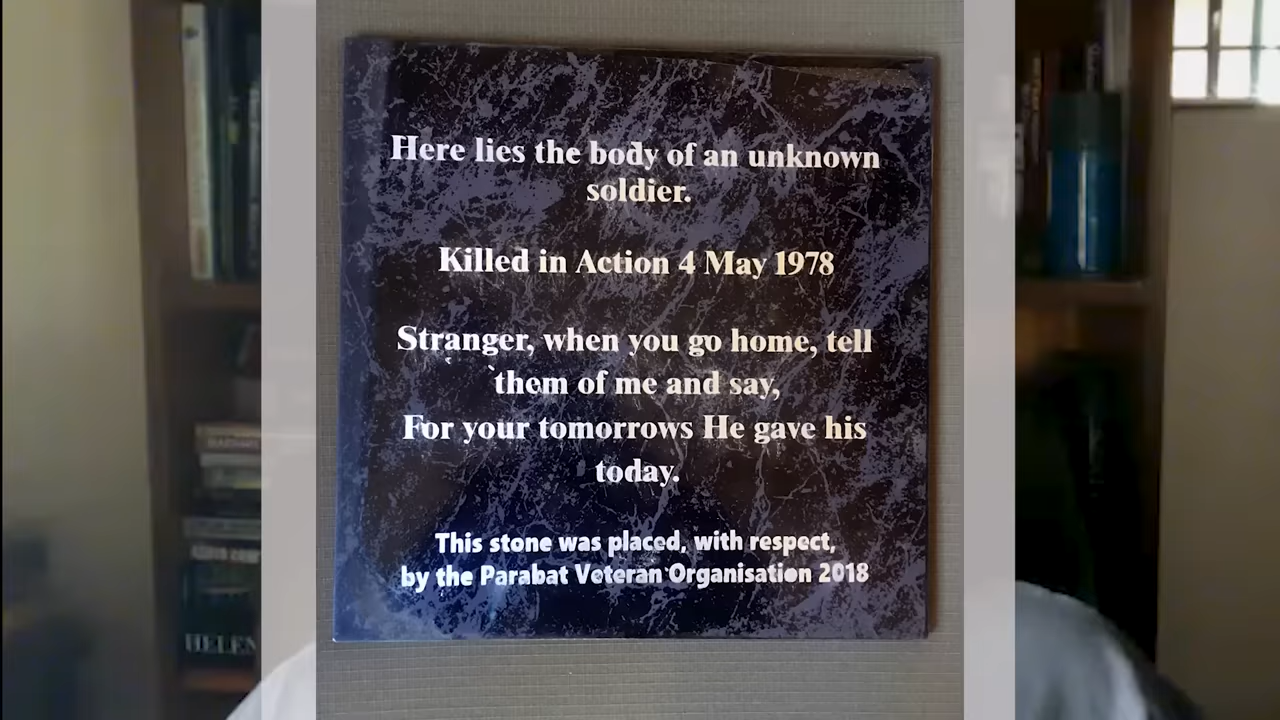 Here lies the body of an unknown
soldier.
Killed in Action 4 May 1978
Stranger, when you go home, tell
them of me and say,
For your tomorrows He gave his
today.
This stone was placed, with respect,
by the Parabat Veteran Organisation 2018
HELEN